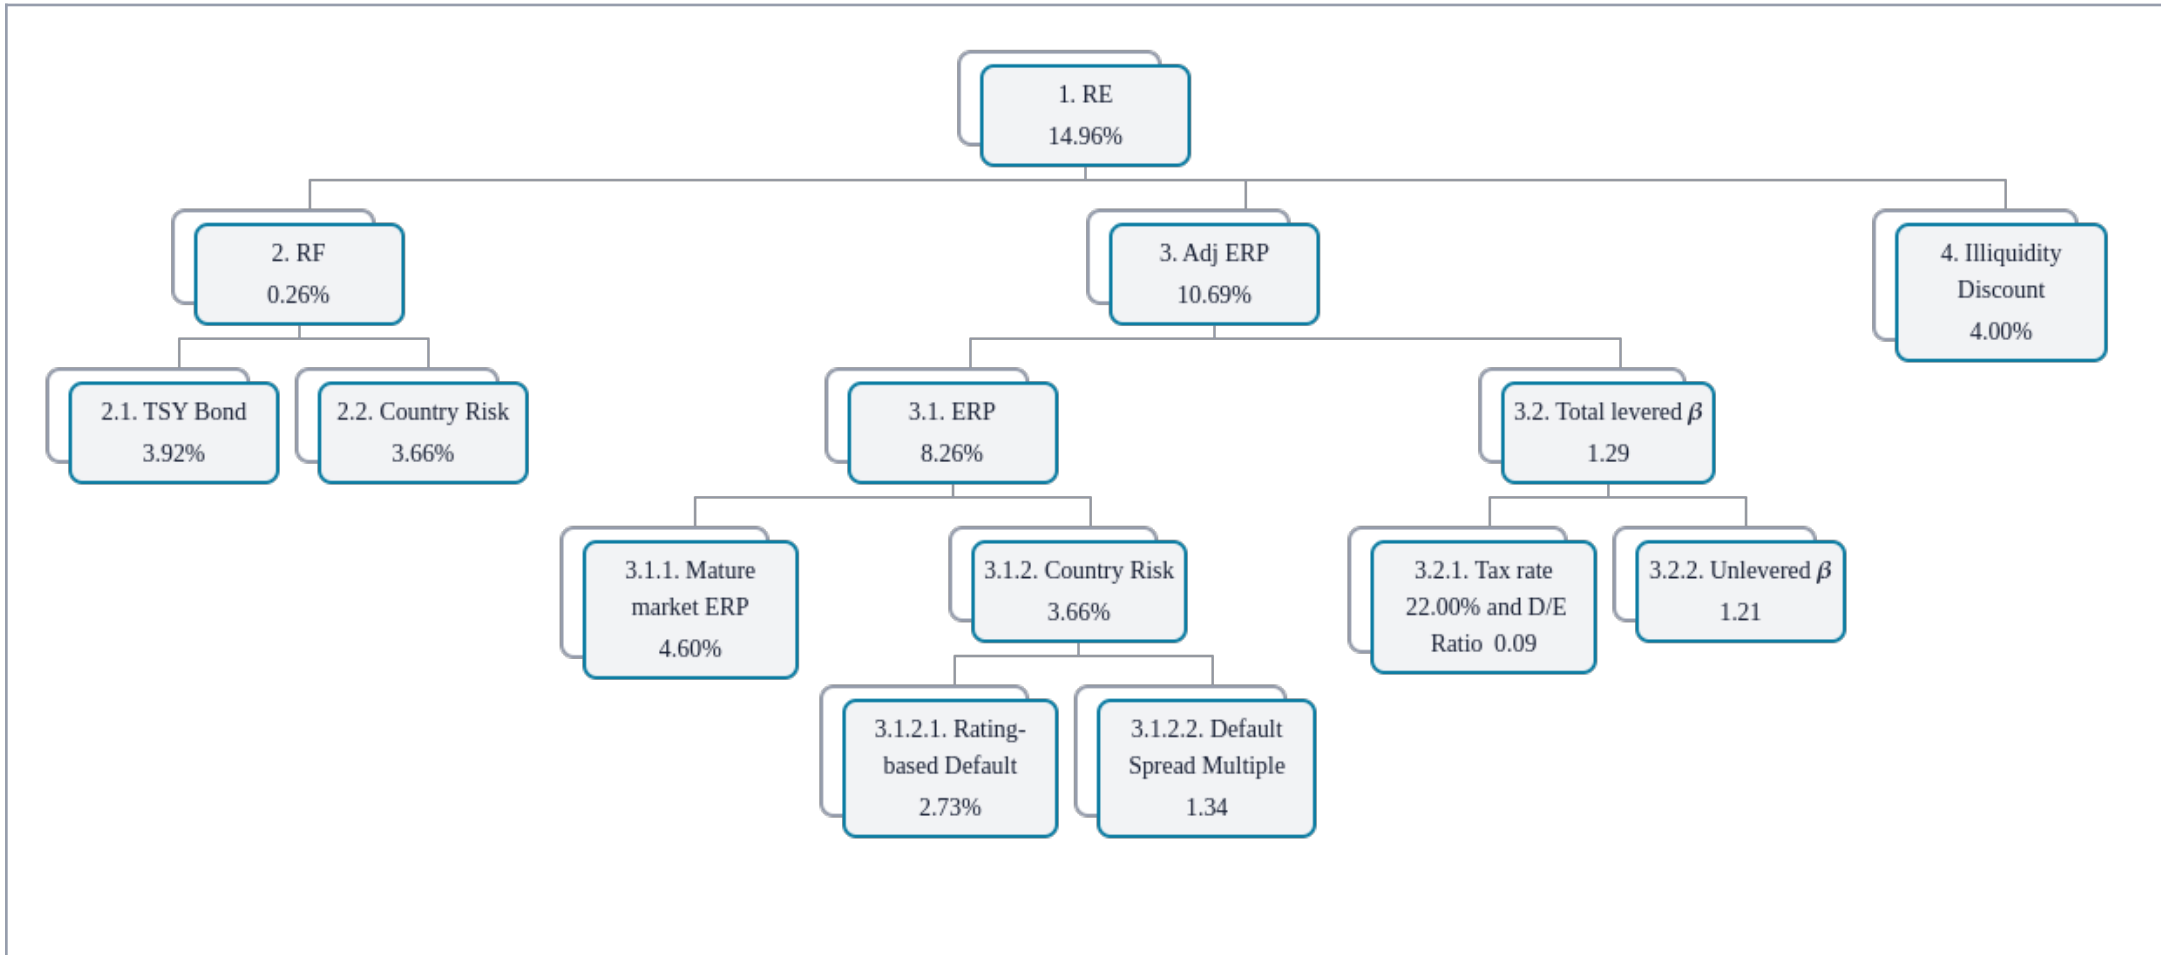 1. RE
14.96%
2. RF
0.26%
3. Adj ERP
10.69%
4. Illiquidity
Discount
4.00%
2.1. TSY Bond
3.92%
2.2. Country Risk
3.66%
3.1. ERP
8.26%
3.2. Total levered β
1.29
3.1.1. Mature
market ERP
4.60%
3.1.2. Country Risk
3.66%
3.2.1. Tax rate
22.00% and D/E
Ratio 0.09
3.2.2. Unlevered β
1.21
3.1.2.1. Rating-
based Default
2.73%
3.1.2.2. Default
Spread Multiple
1.34